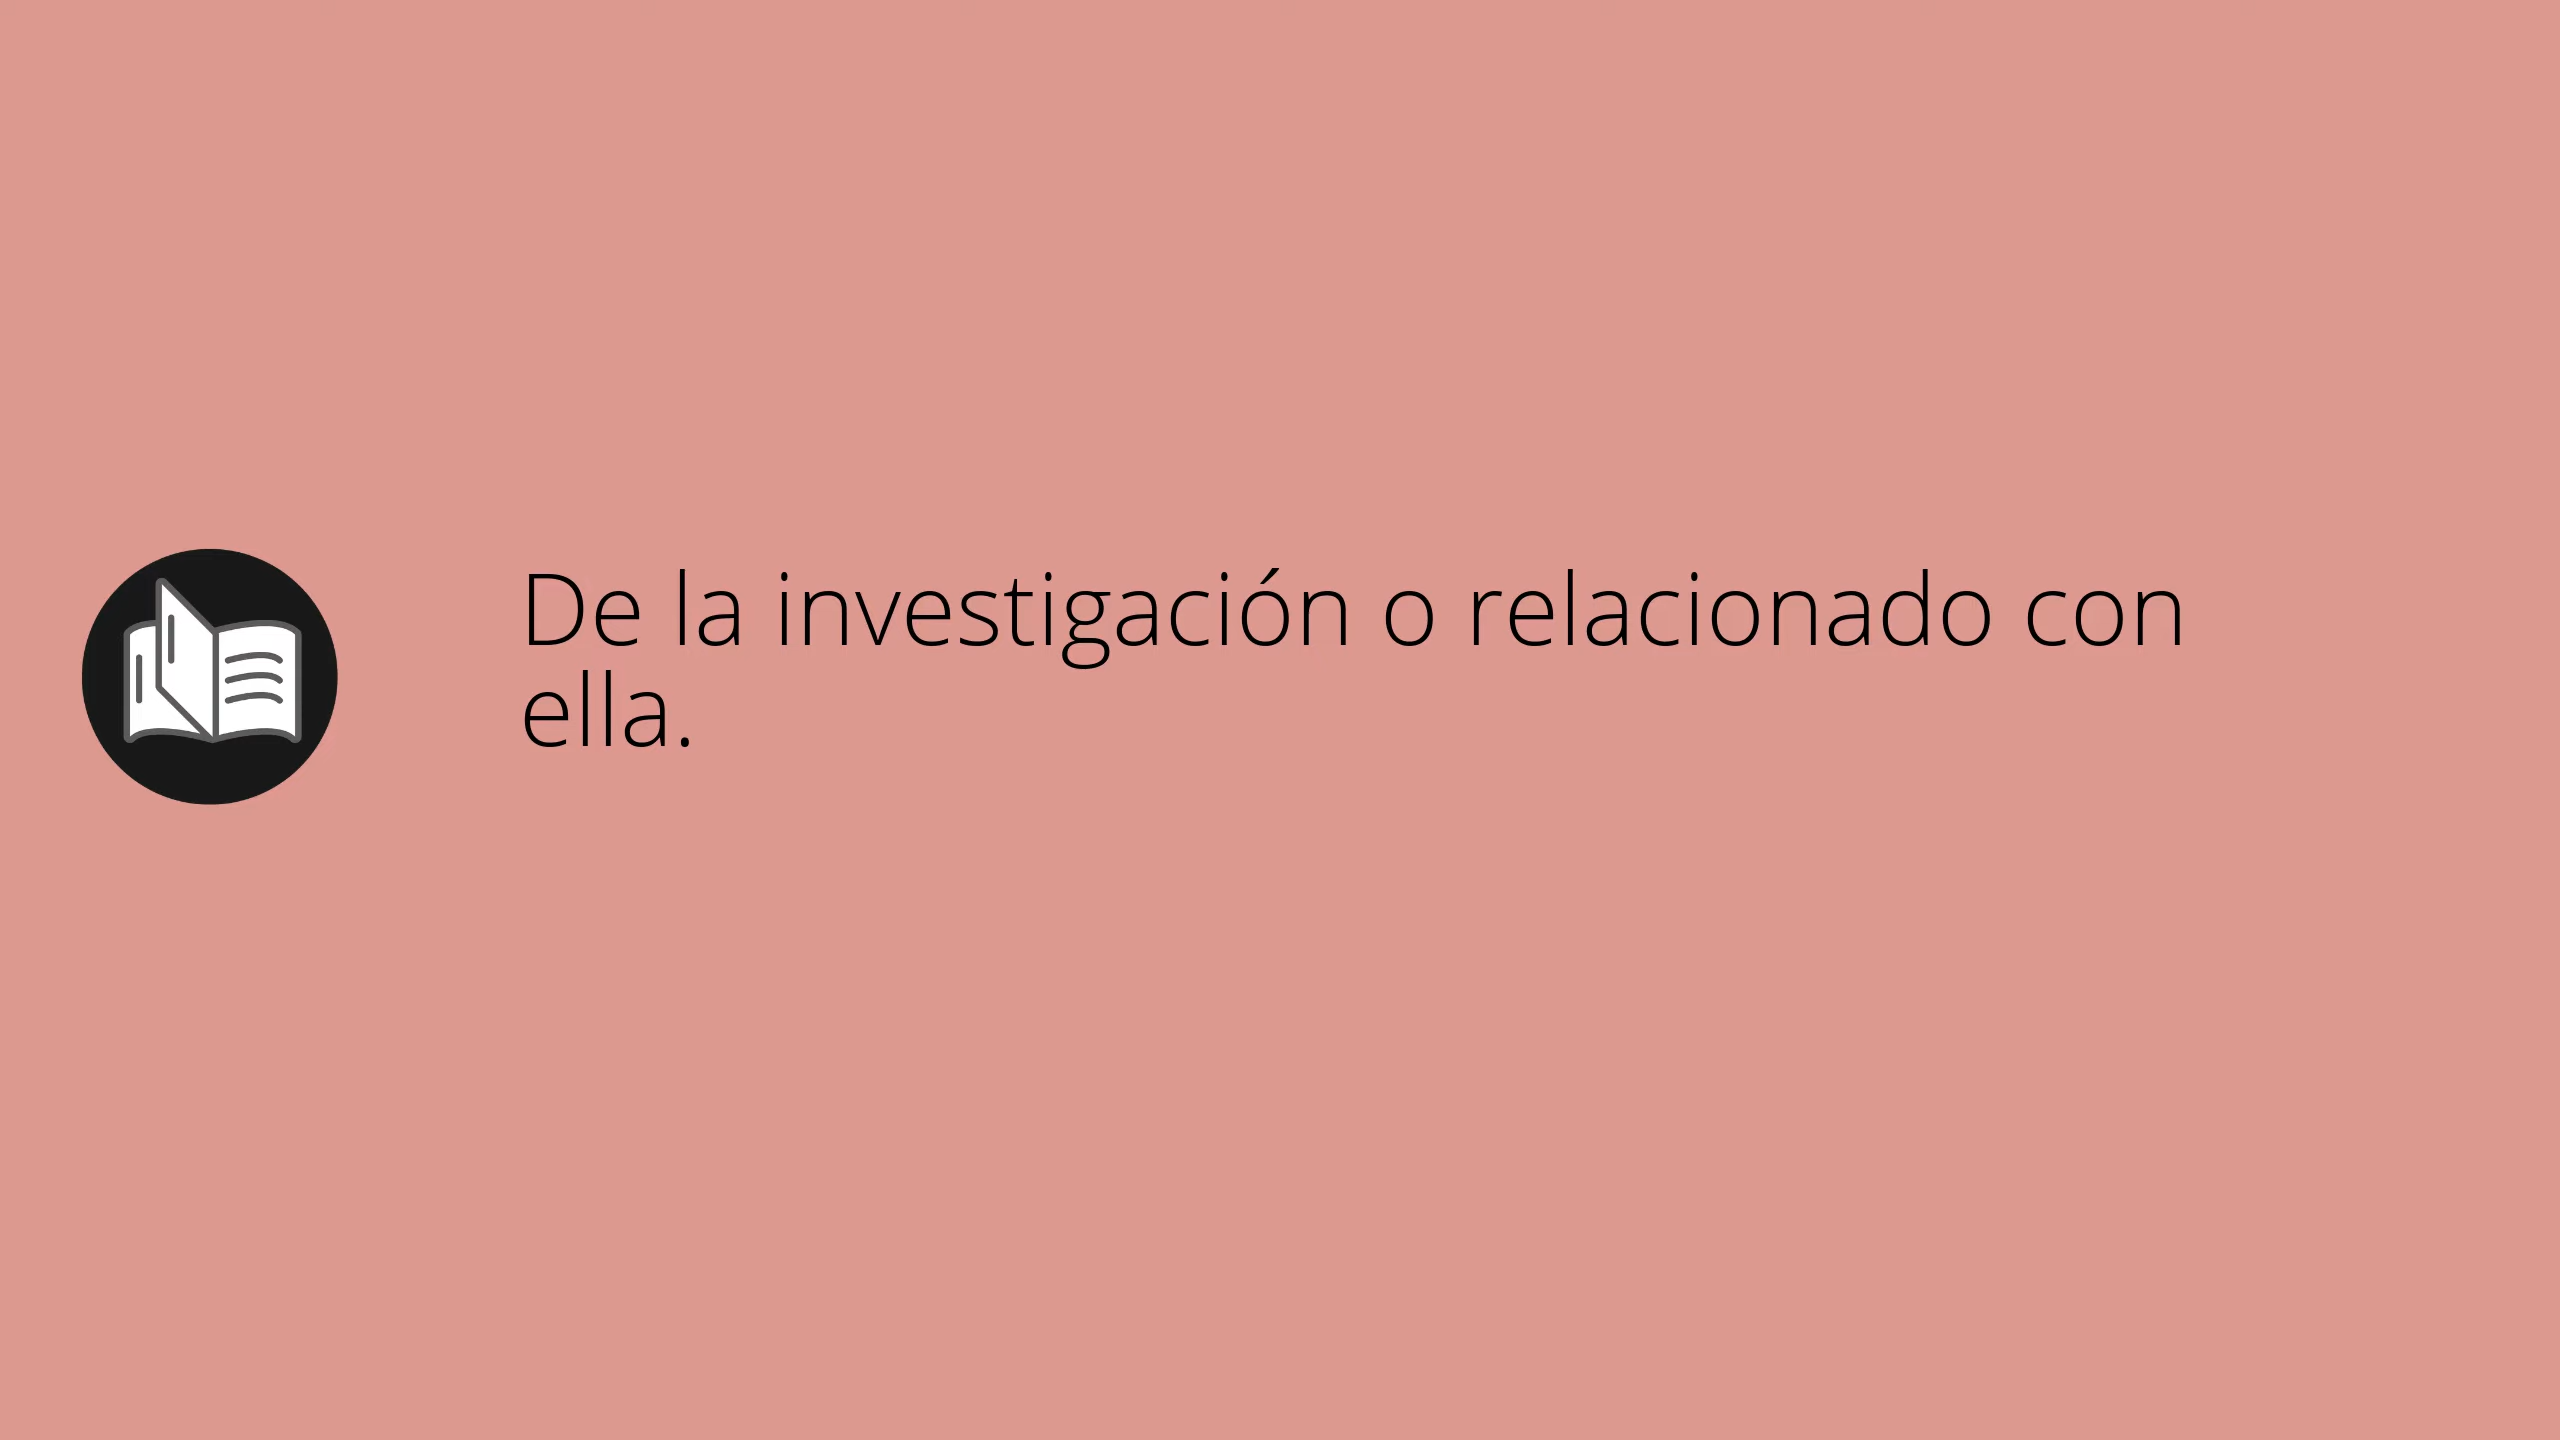 De la investigación o relacionado con
ella.